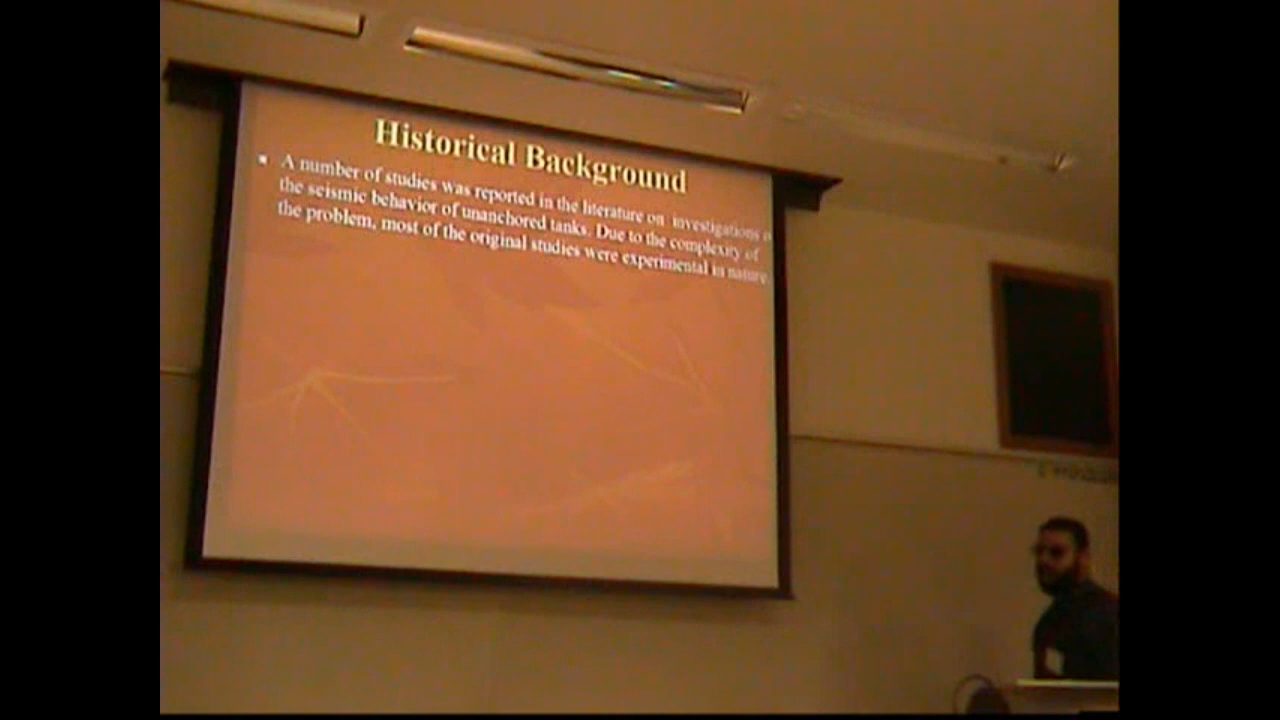 Historical Background
A number of studies was reported in the literature on investigations
the seismic behavior of unanchored tanks. Due to the complexity of
the problem, most of the original studies were experimental in nature